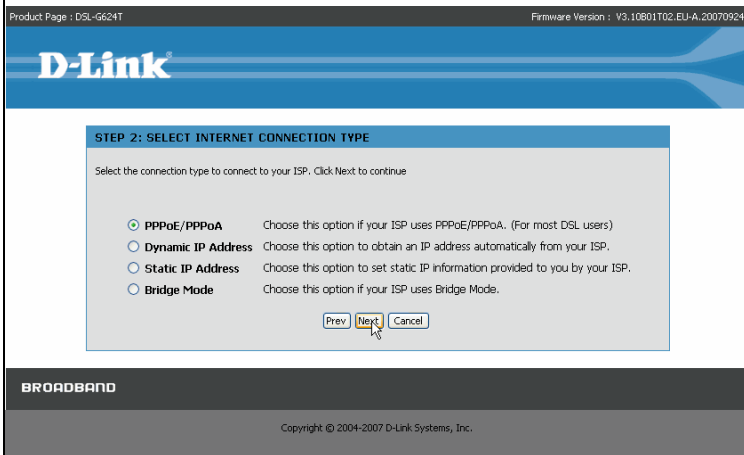 Product Page : DSL-G624T Firmware Version : V3.10B01T02.EU-A.20070924
D-Link
STEP 2: SELECT INTERNET CONNECTION TYPE
Select the connection type to connect to your ISP. Click Next to continue
PPPoE/PPPoA Choose this option if your ISP uses PPPoE/PPPoA. (For most DSL users)
Dynamic IP Address Choose this option to obtain an IP address automatically from your ISP.
Static IP Address Choose this option to set static IP information provided to you by your ISP.
Bridge Mode Choose this option if your ISP uses Bridge Mode.
Prev Next Cancel
BROADBAND
Copyright © 2004-2007 D-Link Systems, Inc.